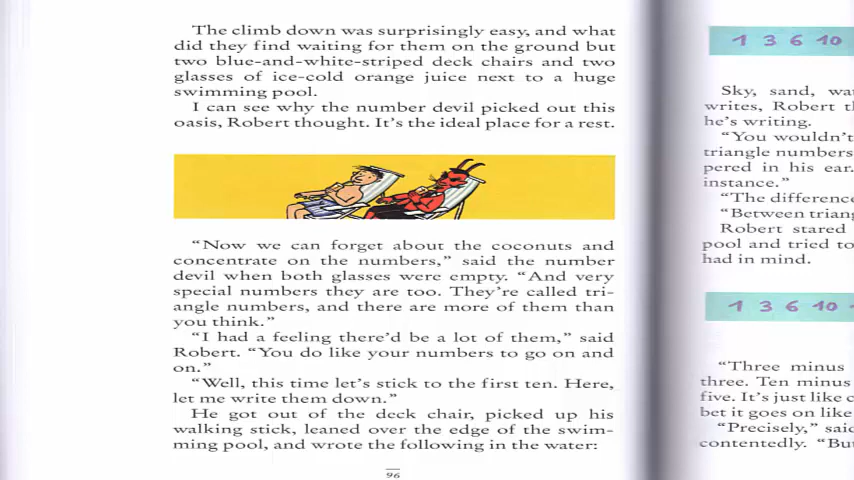 The climb down was surprisingly easy, and what
did they find waiting for them on the ground but
two blue-and-white-striped deck chairs and two
glasses of ice-cold orange juice next to a huge
swimming pool.
I can see why the number devil picked out this
oasis, Robert thought. It's the ideal place for a rest.
“Now we can forget about the coconuts and
concentrate on the numbers,” said the number
devil when both glasses were empty. “And very
special numbers they are too. They're called tri-
angle numbers, and there are more of them than
you think.”
“I had a feeling there'd be a lot of them,” said
Robert. “You do like your numbers to go on and
on.”
“Well, this time let's stick to the first ten. Here,
let me write them down.”
He got out of the deck chair, picked up his
walking stick, leaned over the edge of the swim-
ming pool, and wrote the following in the water:
96
1 3 6 10
Sky, sand,
writes, Robert
he's writing.
“You wouldn't
triangle numbers
pered in his ear.
instance.”
“The difference
“Between
Robert stared
pool and tried to
had in mind.
1 3 6 10
“Three minus
three. Ten minus
five. It's just like
bet it goes on like
“Precisely,”
contentedly.